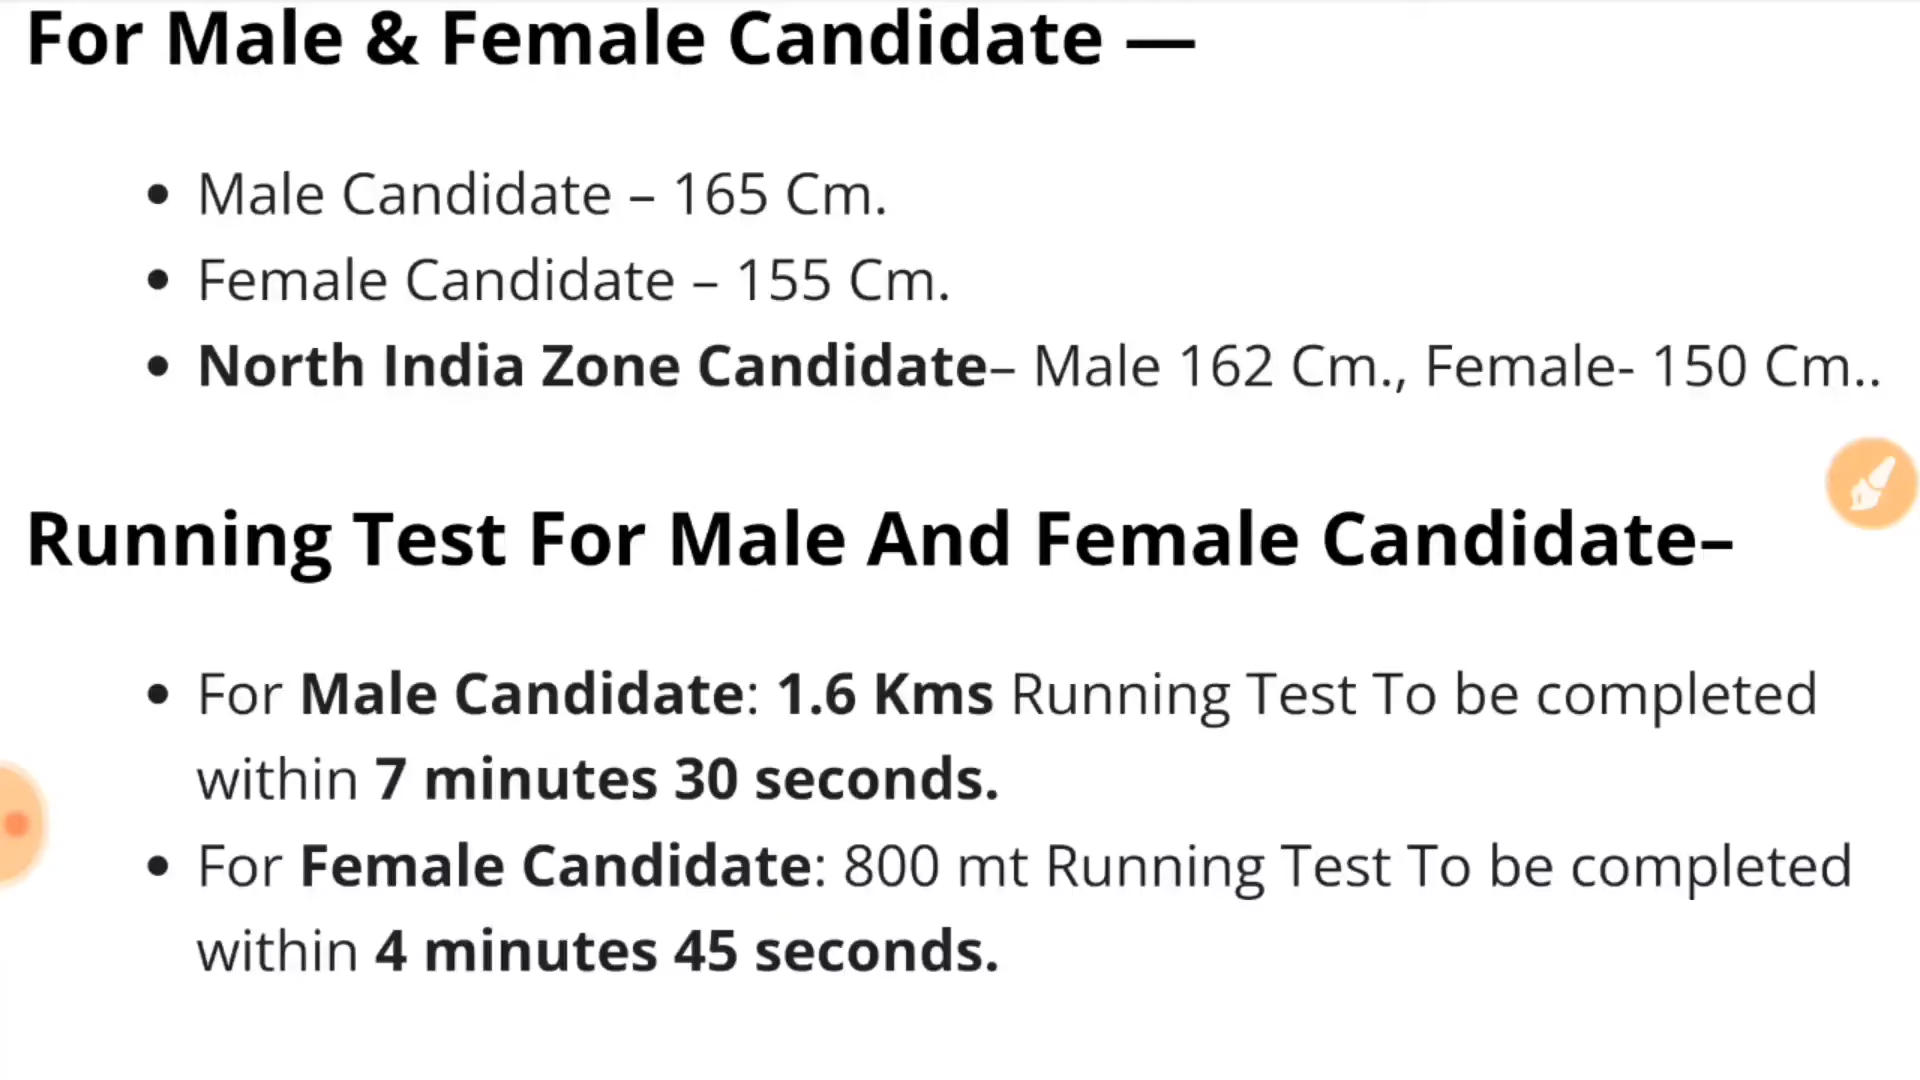 For Male & Female Candidate —
Male Candidate – 165 Cm.
Female Candidate – 155 Cm.
North India Zone Candidate– Male 162 Cm., Female- 150 Cm..
Running Test For Male And Female Candidate–
For Male Candidate: 1.6 Kms Running Test To be completed
within 7 minutes 30 seconds.
For Female Candidate: 800 mt Running Test To be completed
within 4 minutes 45 seconds.